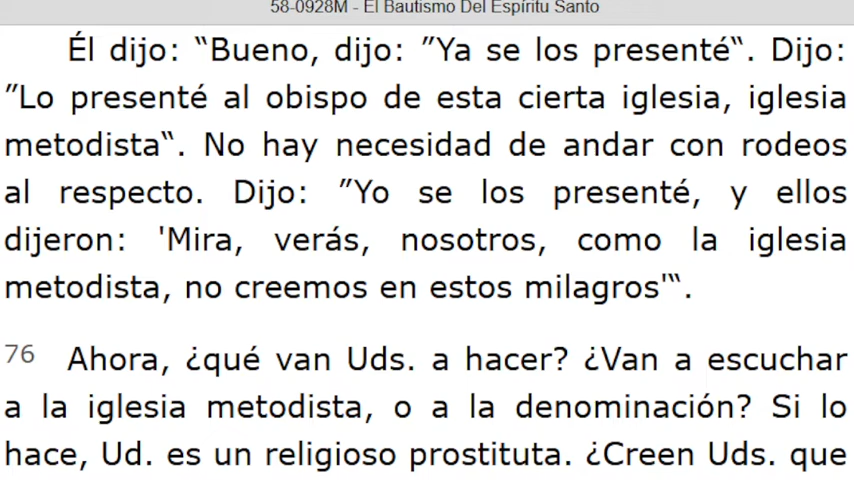 58-0928M - El Bautismo Del Espíritu Santo
Él dijo: “Bueno, dijo: ”Ya se los presenté“. Dijo:
”Lo presenté al obispo de esta cierta iglesia, iglesia
metodista“. No hay necesidad de andar con rodeos
al respecto. Dijo: ”Yo se los presenté, y ellos
dijeron: 'Mira, verás, nosotros, como la iglesia
metodista, no creemos en estos milagros'“.
76 Ahora, ¿qué van Uds. a hacer? ¿Van a escuchar
a la iglesia metodista, o a la denominación? Si lo
hace, Ud. es un religioso prostituta. ¿Creen Uds. que